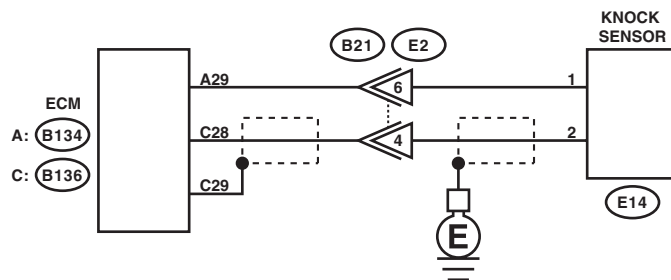 KNOCK
SENSOR
B21 E2
A29 6 1
ECM
A: B134
C28 4 2
C: B136
C29
E14
E